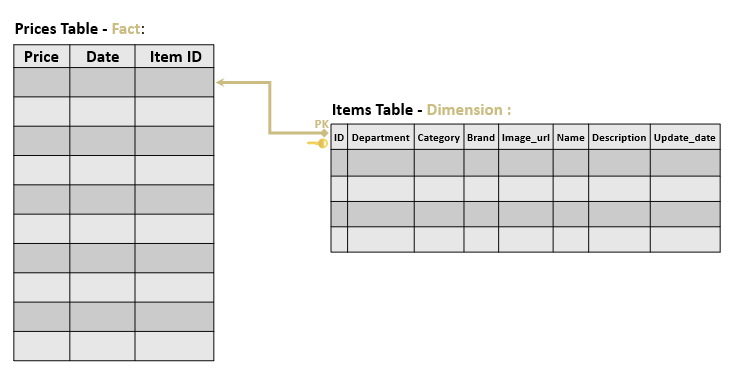 Prices Table - Fact:
Price Date Item ID
Items Table - Dimension :
PK
ID Department Category Brand Image_url Name Description Update_date